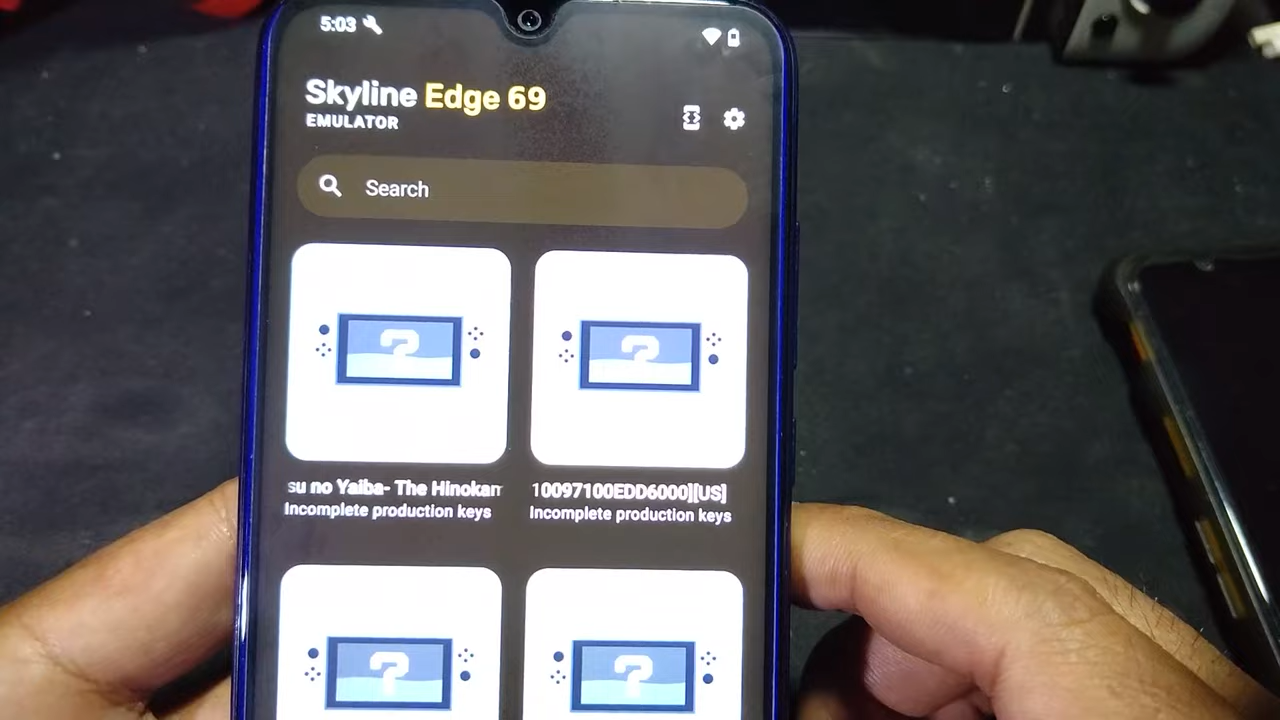 5:03
Skyline Edge 69
EMULATOR
Search
su no Yaiba- The Hinokam
Incomplete production keys
10097100EDD6000][US]
Incomplete production keys